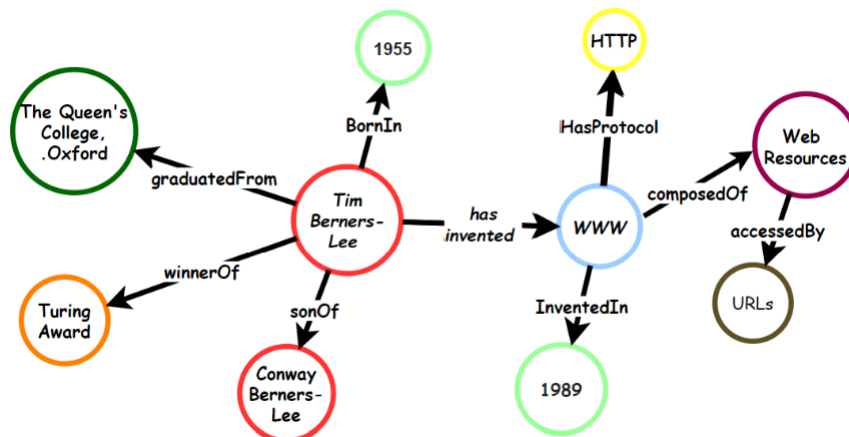 1955
HTTP
The Queen's
College,
.Oxford
BornIn
HasProtocol
Web
Resources
graduatedFrom
Tim
Berners-
Lee
has
invented
WWW
composedOf
accessedBy
winnerOf
sonOf
InventedIn
URLs
Turing
Award
Conway
Berners-
Lee
1989